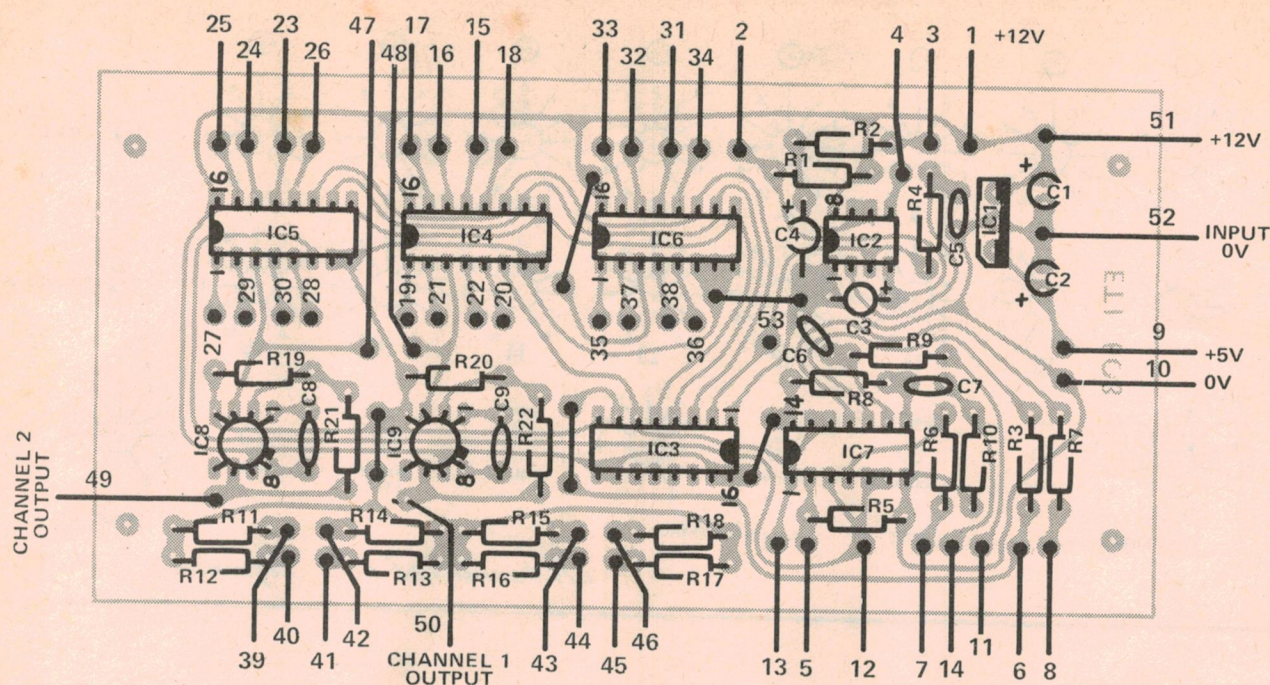 25 23 47 17 15 33 31 2 4 3 1 +12V
24 26 48 16 18 32 34
51
+12V
R2
R1
16 16 16 8
R4 C5 IC1 + C1
52
INPUT
0V
IC5 IC4 IC6 + C4 IC2
C2 +
1 1 1 1
27 29 30 28 19 21 22 20 35 37 38 36
53 C3 +
C6
9
+5V
10
0V
R19 R20 R9
R8 C7
IC8 1 8 C8 R21 IC9 1 8 C9 R22
IC3 1 16
14 IC7 1
R6 R10 R3 R7
CHANNEL 2
OUTPUT
49
R11 R14 R15 R18 R5
R12 R13 R16 R17
39 40 41 42 50 43 44 45 46 13 5 12 7 14 11 6 8
CHANNEL 1
OUTPUT